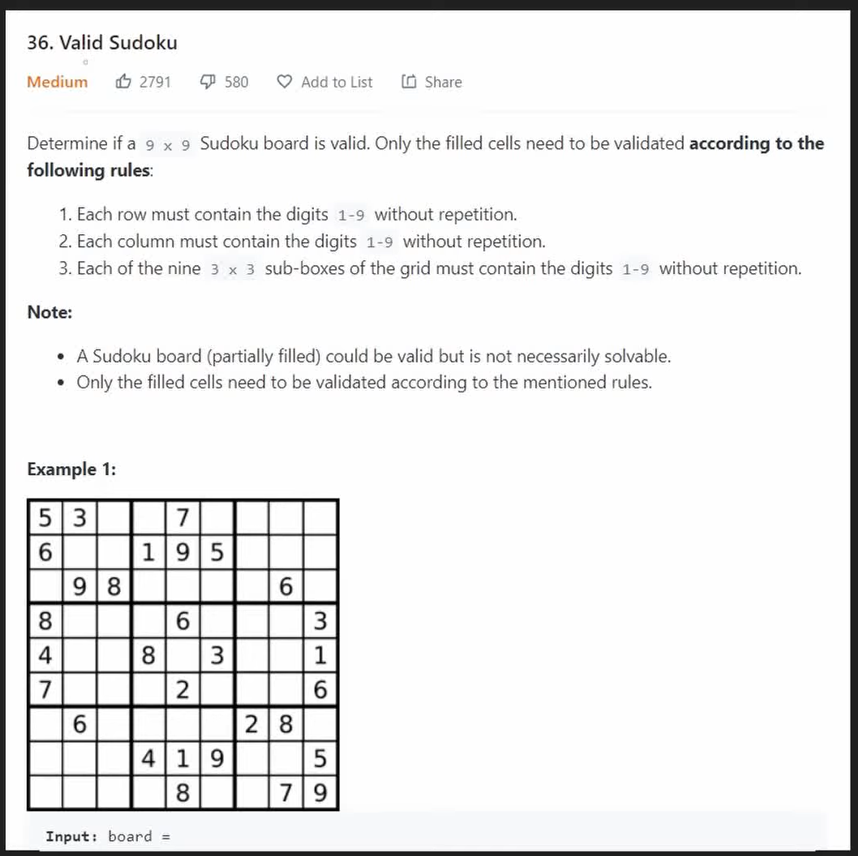 36. Valid Sudoku
Medium 2791 580 Add to List Share
Determine if a 9 x 9 Sudoku board is valid. Only the filled cells need to be validated according to the
following rules:
1. Each row must contain the digits 1-9 without repetition.
2. Each column must contain the digits 1-9 without repetition.
3. Each of the nine 3 x 3 sub-boxes of the grid must contain the digits 1-9 without repetition.
Note:
• A Sudoku board (partially filled) could be valid but is not necessarily solvable.
• Only the filled cells need to be validated according to the mentioned rules.
Example 1:
5 3 7
6 1 9 5
9 8 6
8 6 3
4 8 3 1
7 2 6
6 2 8
4 1 9 5
8 7 9
Input: board =